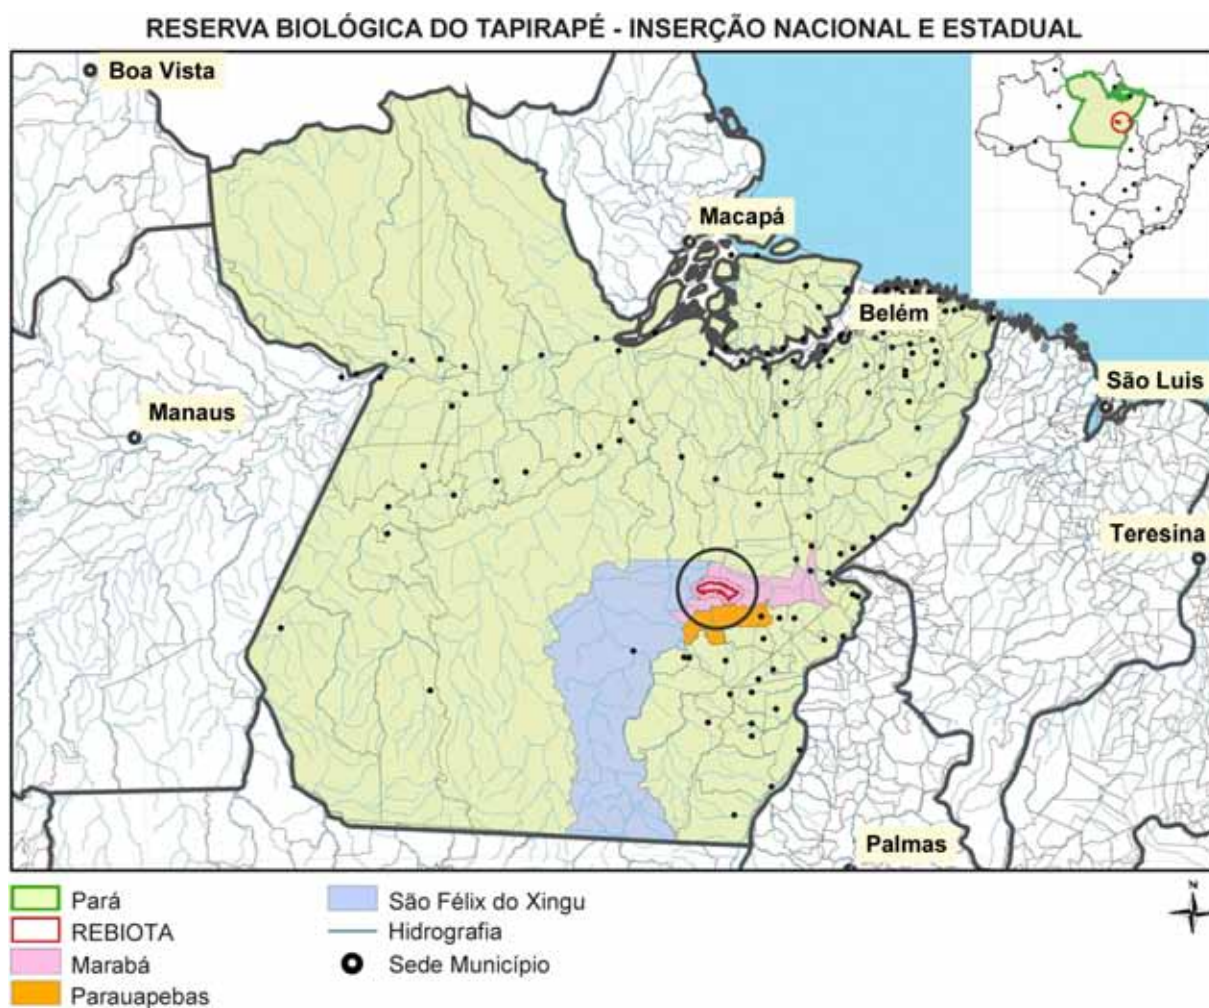 RESERVA BIOLÓGICA DO TAPIRAPÉ - INSERÇÃO NACIONAL E ESTADUAL
Boa Vista
Macapá
Belém
São Luis
Manaus
Teresina
Palmas
Pará
REBIOTA
Marabá
Parauapebas
São Félix do Xingu
Hidrografia
Sede Município
N